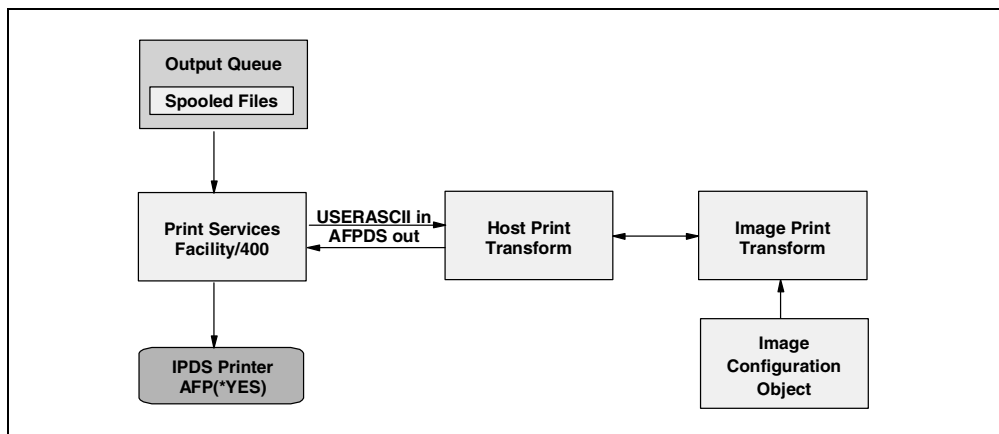 Output Queue
Spooled Files
Print Services
Facility/400
USERASCII in
AFPDS out
Host Print
Transform
Image Print
Transform
IPDS Printer
AFP(*YES)
Image
Configuration
Object